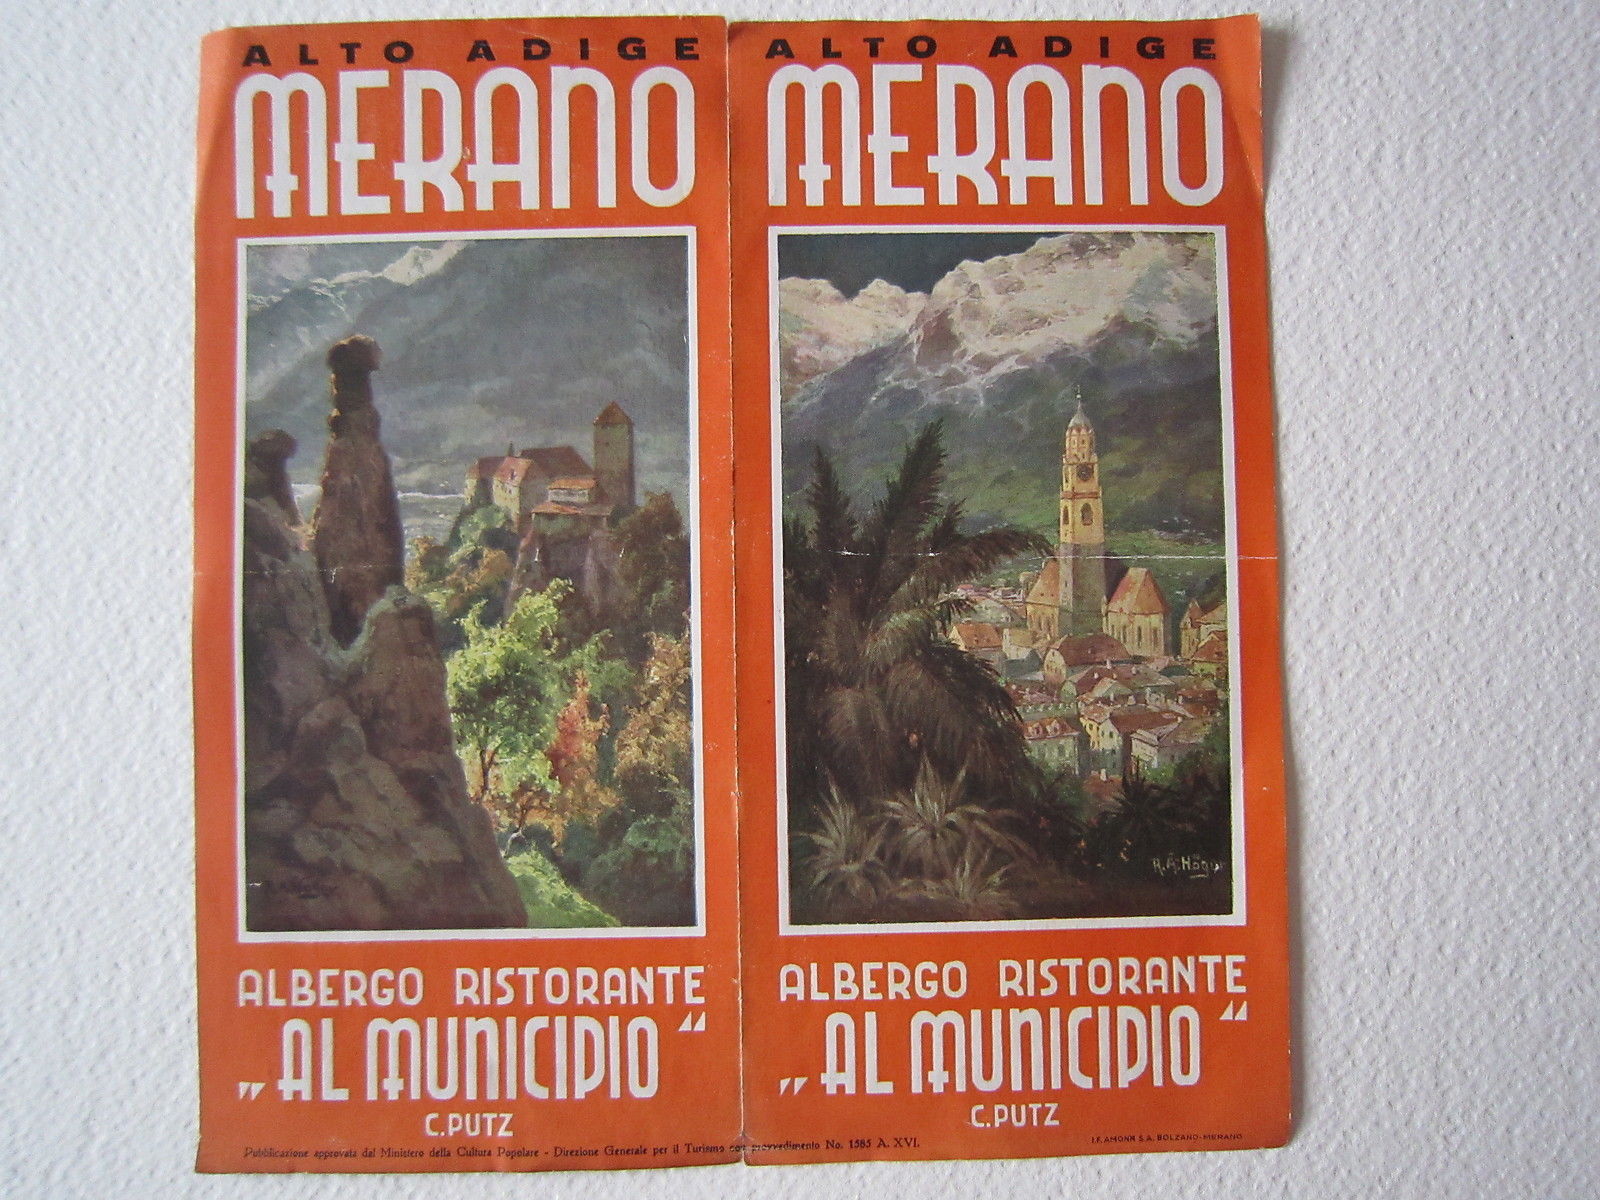 ALTO ADIGE
MERANO
ALBERGO RISTORANTE
„AL MUNICIPIO“
C. PUTZ
ALTO ADIGE
MERANO
R.A. Höger
ALBERGO RISTORANTE
„AL MUNICIPIO“
C. PUTZ
Pubblicazione approvata dal Ministero della Cultura Popolare - Direzione Generale per il Turismo con provvedimento No. 1585 A. XVI.
I.F. AMONN S.A. BOLZANO-MERANO